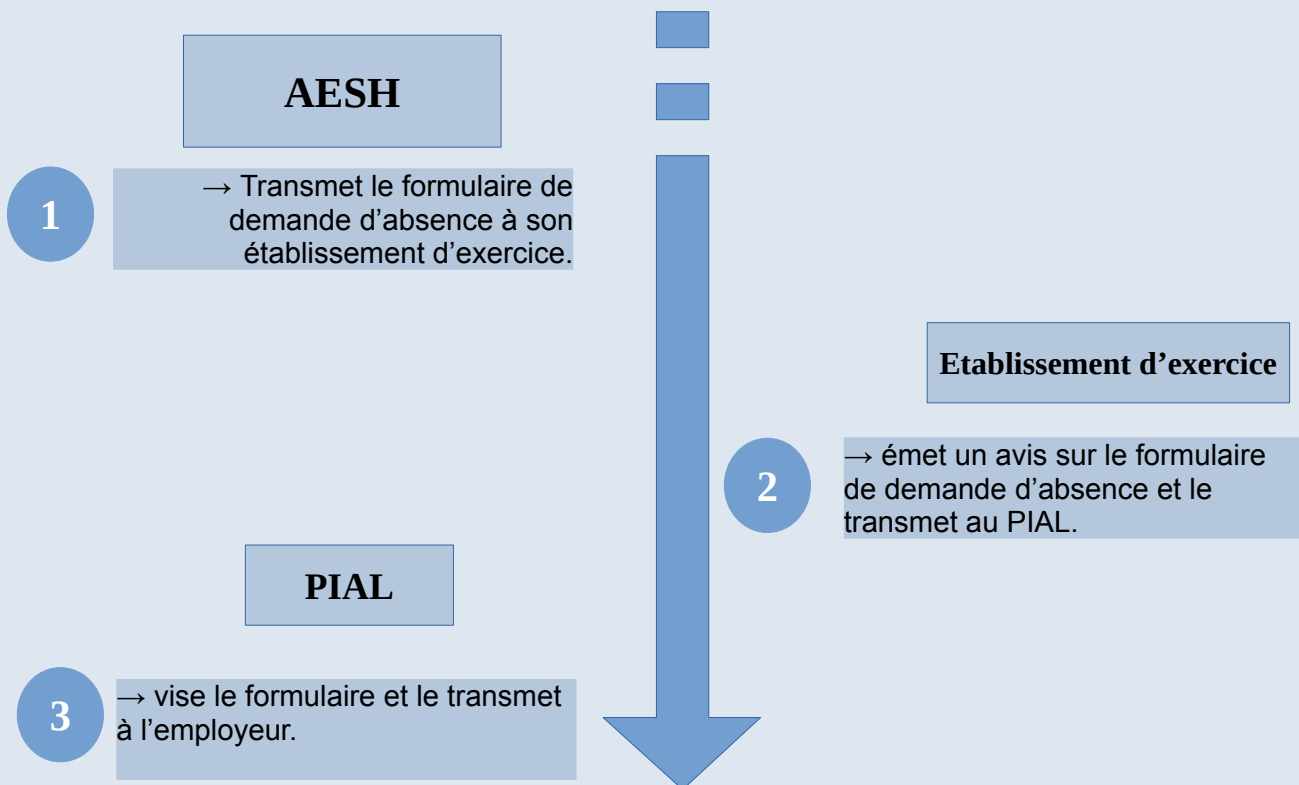 AESH
1
→ Transmet le formulaire de
demande d’absence à son
établissement d’exercice.
Etablissement d’exercice
2
→ émet un avis sur le formulaire
de demande d’absence et le
transmet au PIAL.
PIAL
3
→ vise le formulaire et le transmet
à l’employeur.